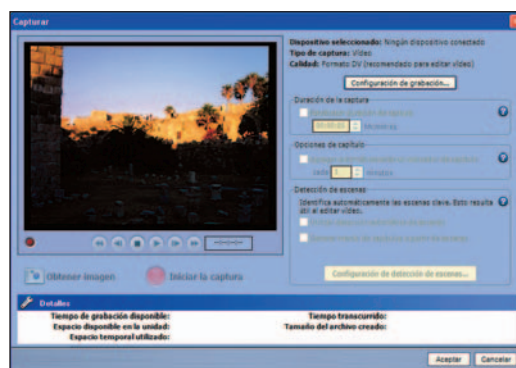 Capturar
Dispositivo seleccionado: Ningún dispositivo conectado
Tipo de captura: Vídeo
Calidad: Formato DV (recomendado para editar vídeo)
Configuración de grabación...
Duración de la captura
00:00:05
Opciones de capítulo
cada
minutos
Detección de escenas
Identifica automáticamente las escenas clave. Esto resulta
útil al editar vídeo.
Configuración de detección de escenas...
Obtener imagen
Iniciar la captura
Detalles
Tiempo de grabación disponible:
Tiempo transcurrido:
Espacio disponible en la unidad:
Tamaño del archivo creado:
Espacio temporal utilizado:
Aceptar
Cancelar